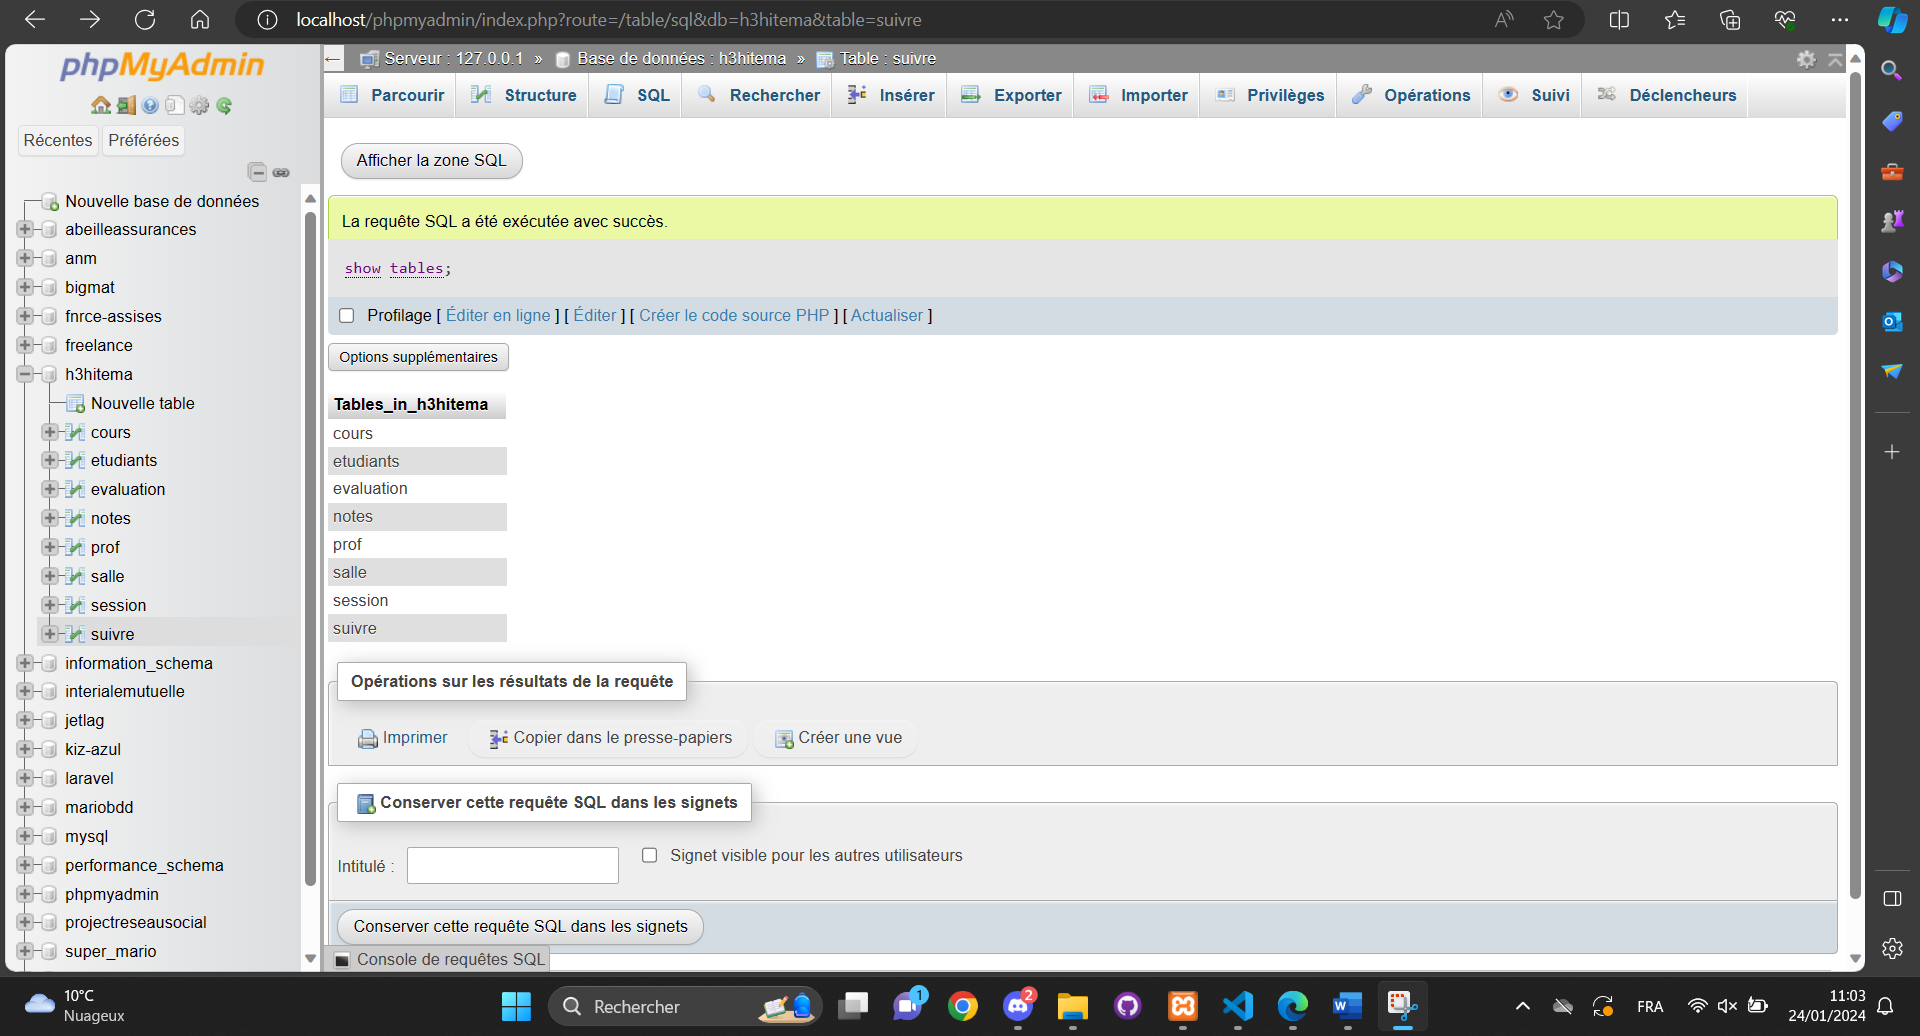 localhost/phpmyadmin/index.php?route=/table/sql&db=h3hitema&table=suivre
phpMyAdmin
Récentes
Préférées
Nouvelle base de données
abeilleassurances
anm
bigmat
fnrce-assises
freelance
h3hitema
Nouvelle table
cours
etudiants
evaluation
notes
prof
salle
session
suivre
information_schema
interialemutuelle
jetlag
kiz-azul
laravel
mariobdd
mysql
performance_schema
phpmyadmin
projectreseausocial
super_mario
Serveur : 127.0.0.1 » Base de données : h3hitema » Table : suivre
Parcourir Structure SQL Rechercher Insérer Exporter Importer Privilèges Opérations Suivi Déclencheurs
Afficher la zone SQL
La requête SQL a été exécutée avec succès.
show tables;
Profilage [ Éditer en ligne ] [ Éditer ] [ Créer le code source PHP ] [ Actualiser ]
Options supplémentaires
Tables_in_h3hitema
cours
etudiants
evaluation
notes
prof
salle
session
suivre
Opérations sur les résultats de la requête
Imprimer Copier dans le presse-papiers Créer une vue
Conserver cette requête SQL dans les signets
Intitulé : Signet visible pour les autres utilisateurs
Conserver cette requête SQL dans les signets
Console de requêtes SQL
10°C
Nuageux
Rechercher
1
2
FRA
11:03
24/01/2024